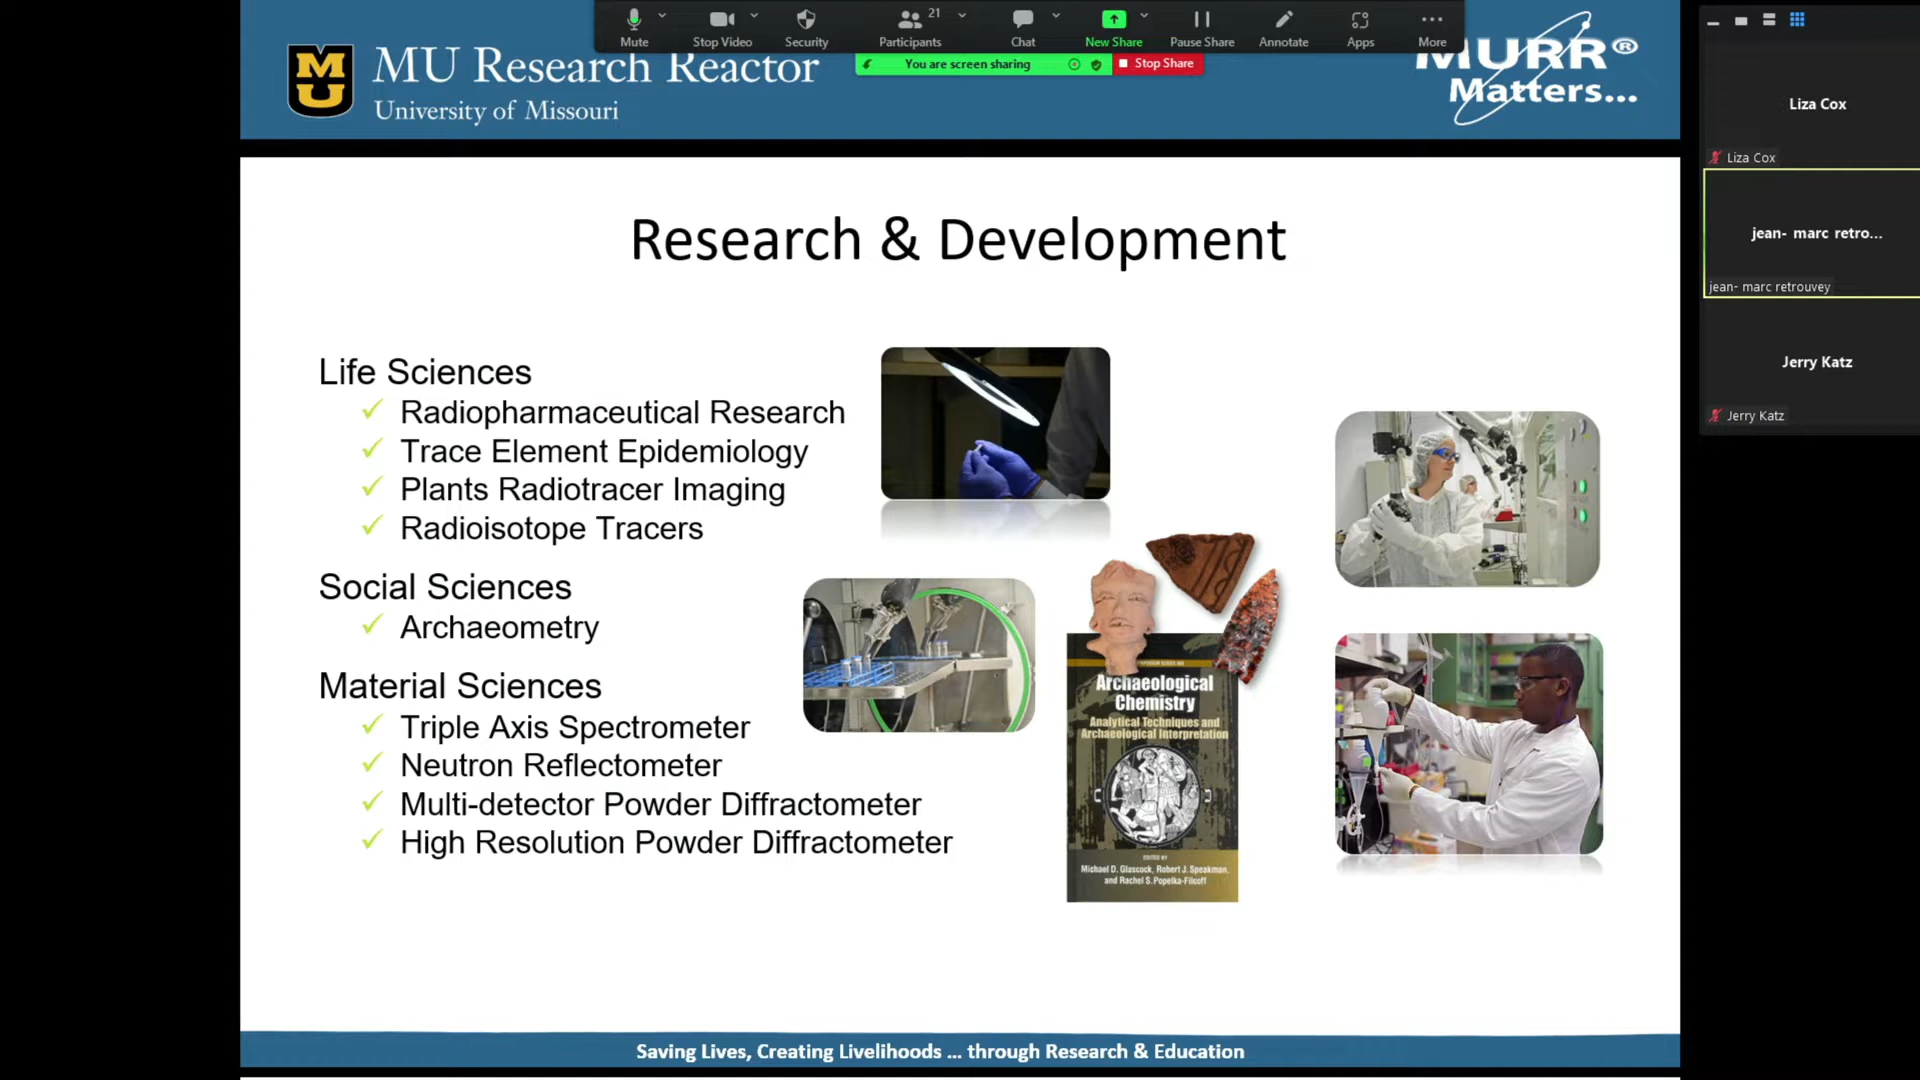 Mute
Stop Video
Security
Participants
21
Chat
New Share
Pause Share
Annotate
Apps
More
You are screen sharing
Stop Share
MU
MU Research Reactor
University of Missouri
MURR®
Matters...
Research & Development
Life Sciences
Radiopharmaceutical Research
Trace Element Epidemiology
Plants Radiotracer Imaging
Radioisotope Tracers
Social Sciences
Archaeometry
Material Sciences
Triple Axis Spectrometer
Neutron Reflectometer
Multi-detector Powder Diffractometer
High Resolution Powder Diffractometer
Archaeological
Chemistry
Analytical Techniques and
Archaeological Interpretation
EDITED BY
Michael D. Glascock, Robert J. Speakman,
and Rachel S. Popelka-Filcoff
Saving Lives, Creating Livelihoods ... through Research & Education
Liza Cox
Liza Cox
jean- marc retro...
jean- marc retrouvey
Jerry Katz
Jerry Katz